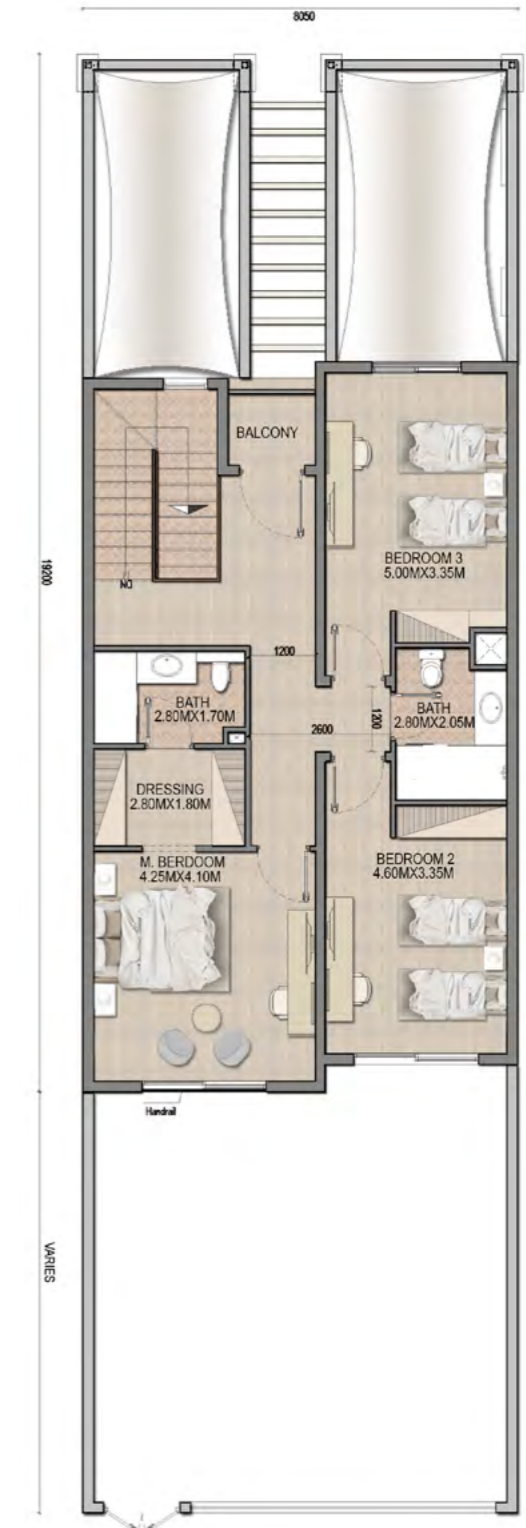 8050
BALCONY
19200
BEDROOM 3
5.00MX3.35M
DN
1200
BATH
2.80MX1.70M
BATH
2.80MX2.05M
1200
2600
DRESSING
2.80MX1.80M
M. BERDOOM
4.25MX4.10M
BEDROOM 2
4.60MX3.35M
Handrail
VARIES